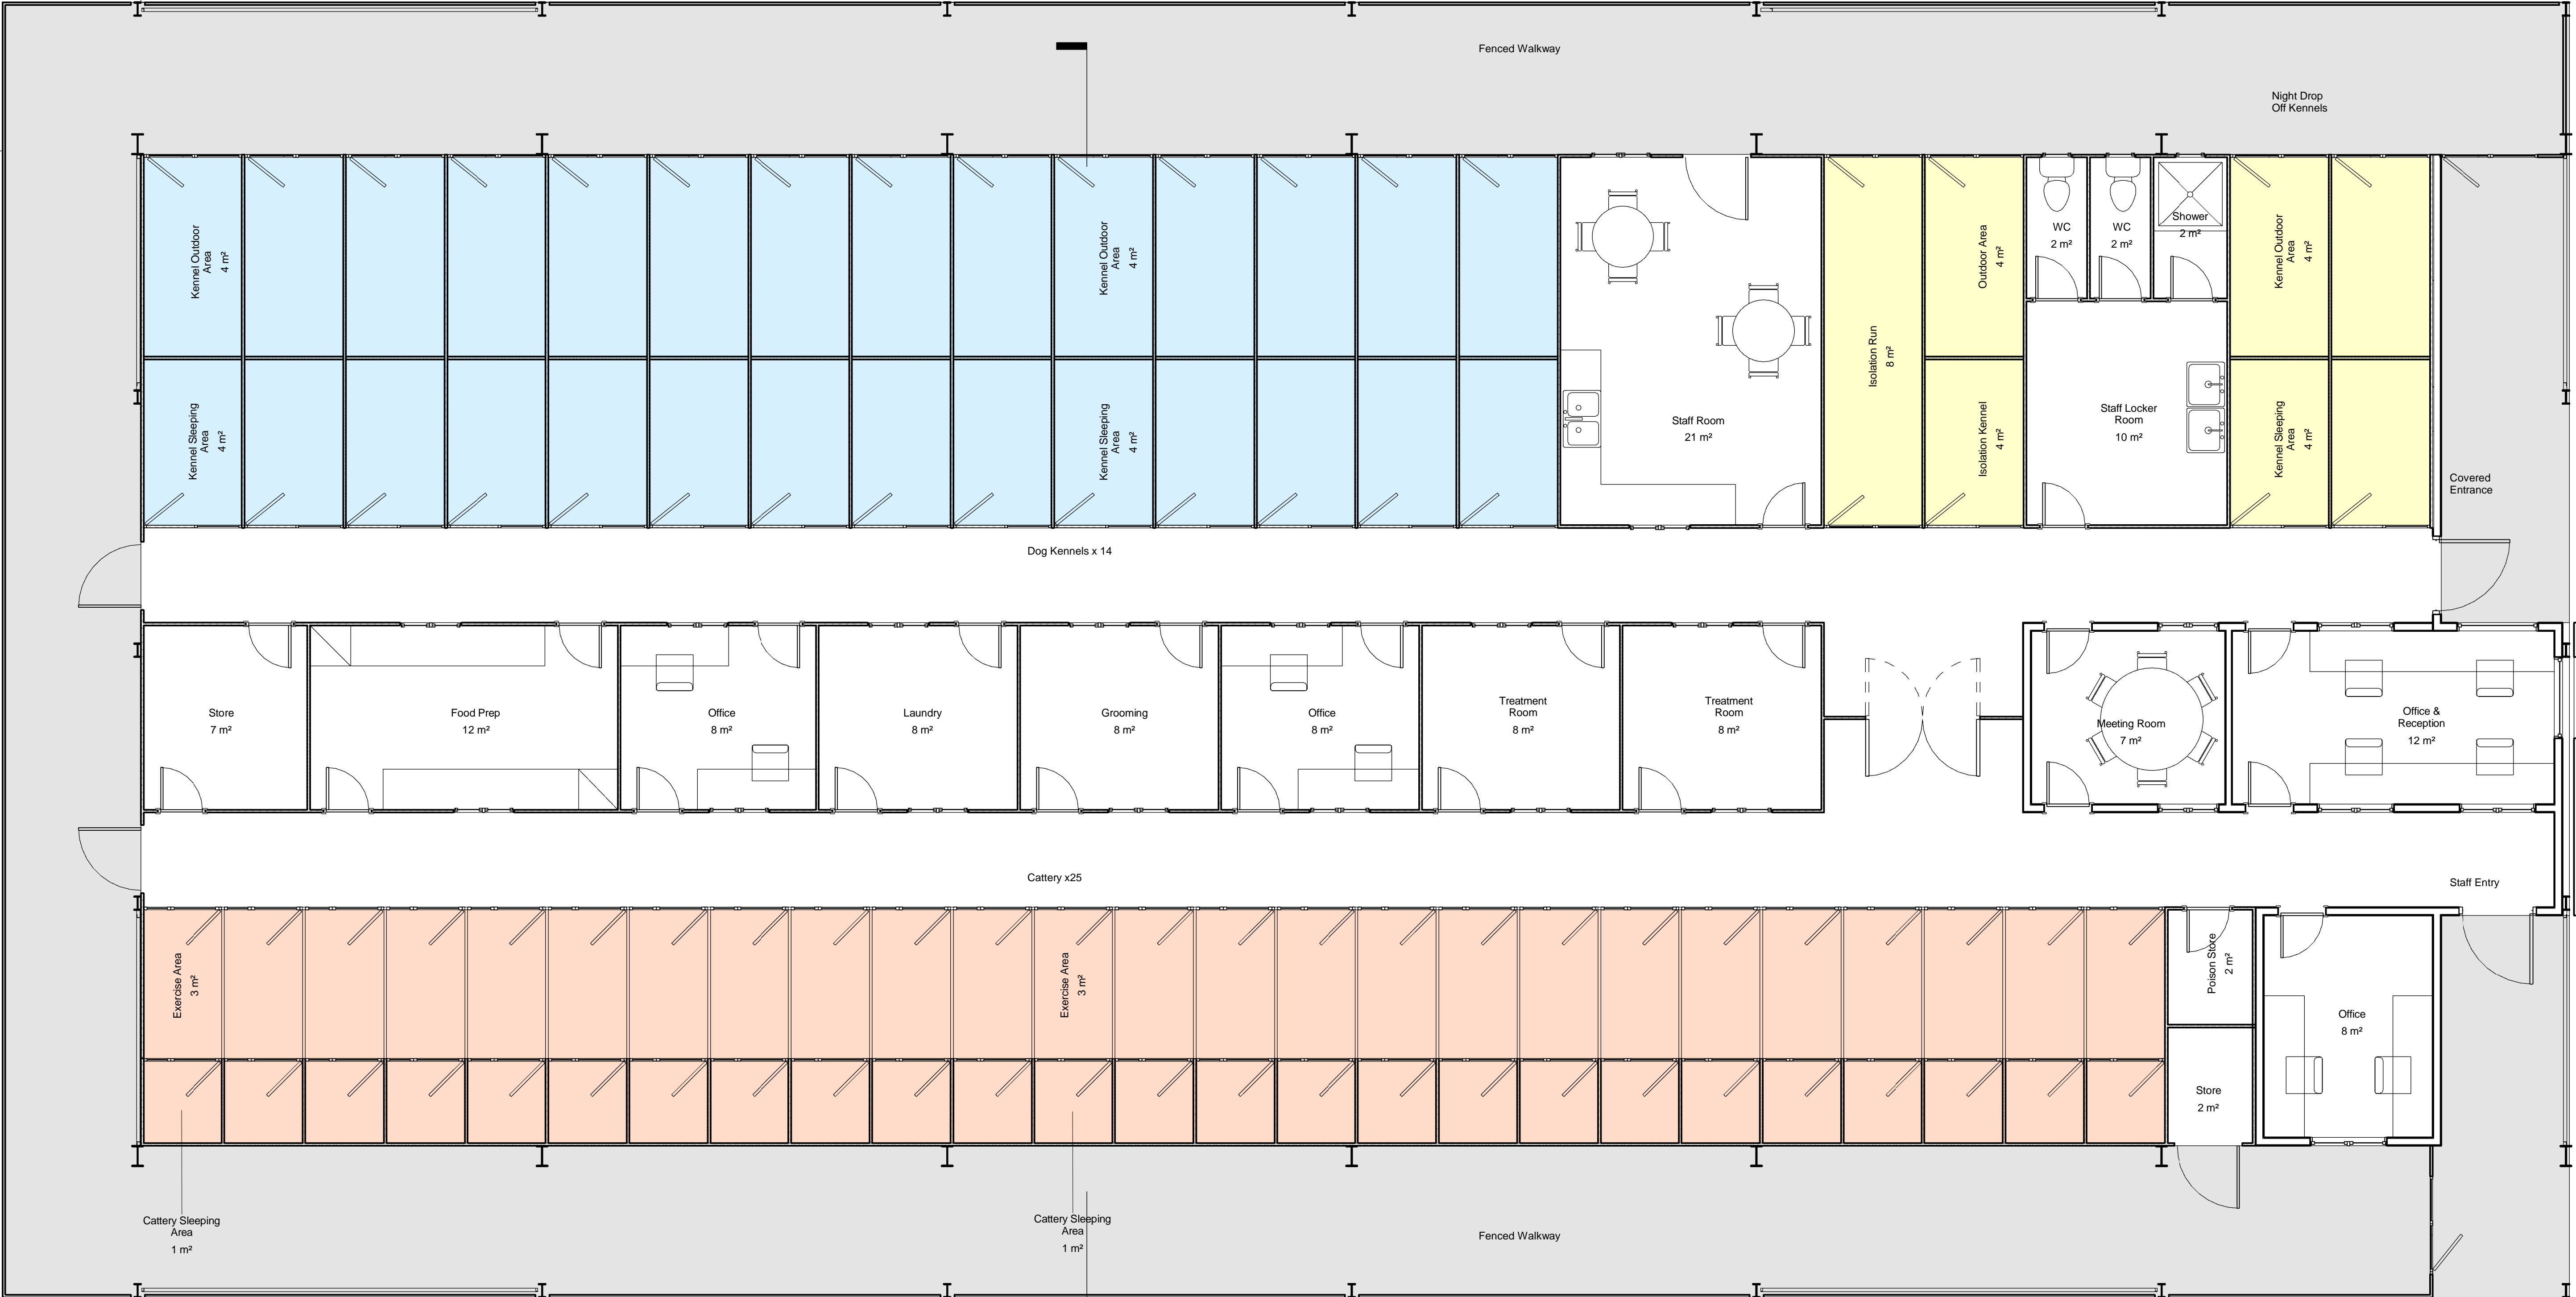 Fenced Walkway
Night Drop
Off Kennels
Kennel Outdoor
Area
4 m²
Kennel Outdoor
Area
4 m²
Outdoor Area
4 m²
WC
2 m²
WC
2 m²
Shower
2 m²
Kennel Outdoor
Area
4 m²
Isolation Run
8 m²
Kennel Sleeping
Area
4 m²
Kennel Sleeping
Area
4 m²
Staff Room
21 m²
Isolation Kennel
4 m²
Staff Locker
Room
10 m²
Kennel Sleeping
Area
4 m²
Covered
Entrance
Dog Kennels x 14
Store
7 m²
Food Prep
12 m²
Office
8 m²
Laundry
8 m²
Grooming
8 m²
Office
8 m²
Treatment
Room
8 m²
Treatment
Room
8 m²
Meeting Room
7 m²
Office &
Reception
12 m²
Cattery x25
Staff Entry
Exercise Area
3 m²
Exercise Area
3 m²
Poison Store
2 m²
Office
8 m²
Store
2 m²
Cattery Sleeping
Area
1 m²
Cattery Sleeping
Area
1 m²
Fenced Walkway